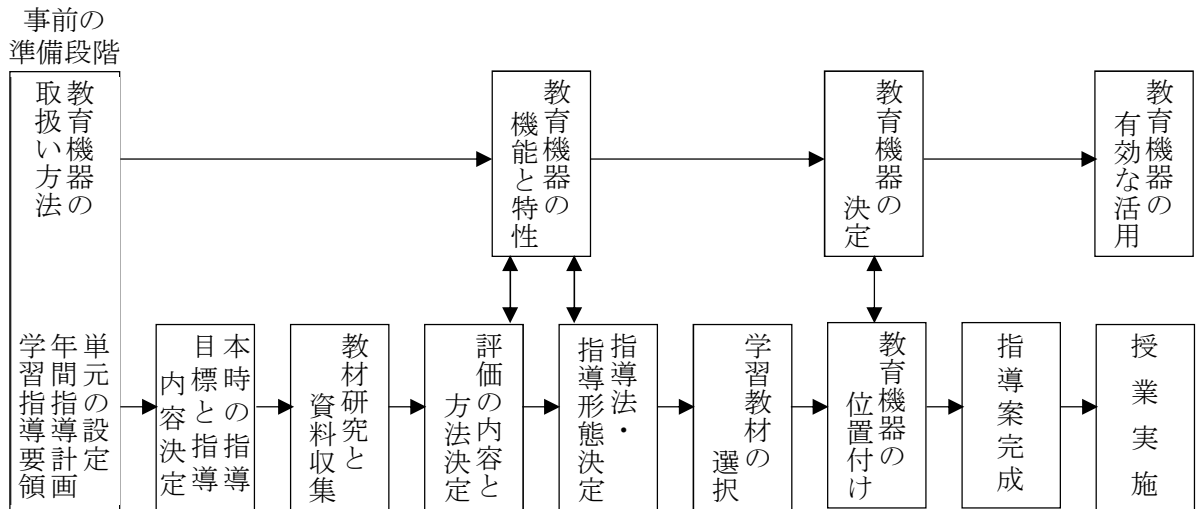 事前の
準備段階
教育機器の
取扱い方法
教育機器の
機能と特性
教育機器の
決定
教育機器の
有効な活用
単元の設定
年間指導計画
学習指導要領
本時の指導
目標と指導
内容決定
教材研究と
資料収集
評価の内容と
方法決定
指導法・
指導形態決定
学習教材の
選択
教育機器の
位置付け
指導案完成
授業実施